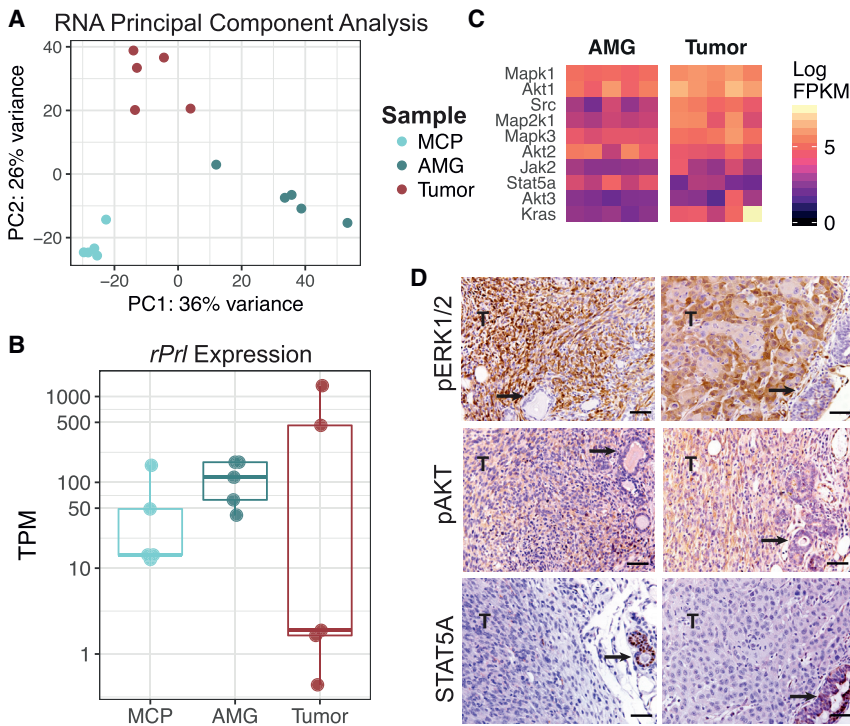 A
RNA Principal Component Analysis
40
20
0
−20
−20
0
20
40
PC2: 26% variance
PC1: 36% variance
Sample
MCP
AMG
Tumor
B
rPrl Expression
1000
500
100
50
10
1
TPM
MCP
AMG
Tumor
C
AMG
Tumor
Mapk1
Akt1
Src
Map2k1
Mapk3
Akt2
Jak2
Stat5a
Akt3
Kras
Log
FPKM
5
0
D
pERK1/2
T
T
pAKT
T
T
STAT5A
T
T